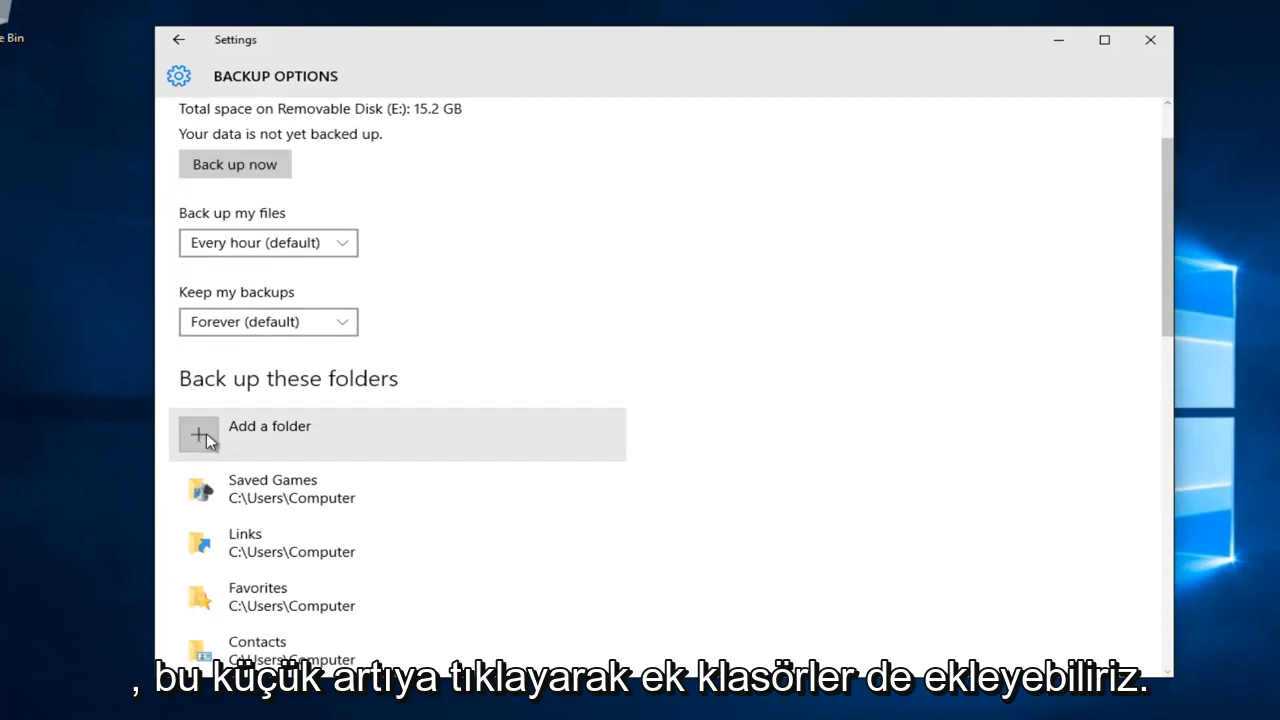 e Bin
Settings
BACKUP OPTIONS
Total space on Removable Disk (E:): 15.2 GB
Your data is not yet backed up.
Back up now
Back up my files
Every hour (default)
Keep my backups
Forever (default)
Back up these folders
Add a folder
Saved Games
C:\Users\Computer
Links
C:\Users\Computer
Favorites
C:\Users\Computer
Contacts
C:\Users\Computer
, bu küçük artıya tıklayarak ek klasörler de ekleyebiliriz.